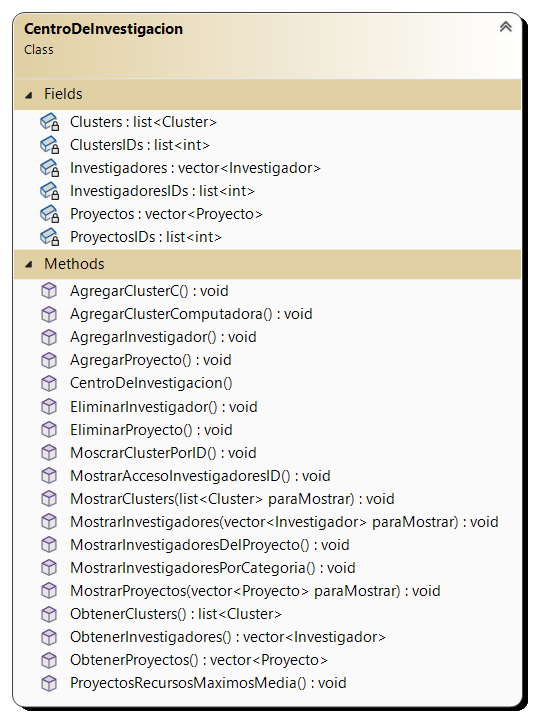 CentroDeInvestigacion
Class
Fields
Clusters : list<Cluster>
ClustersIDs : list<int>
Investigadores : vector<Investigador>
InvestigadoresIDs : list<int>
Proyectos : vector<Proyecto>
ProyectosIDs : list<int>
Methods
AgregarClusterC() : void
AgregarClusterComputadora() : void
AgregarInvestigador() : void
AgregarProyecto() : void
CentroDeInvestigacion()
EliminarInvestigador() : void
EliminarProyecto() : void
MoscrarClusterPorID() : void
MostrarAccesoInvestigadoresID() : void
MostrarClusters(list<Cluster> paraMostrar) : void
MostrarInvestigadores(vector<Investigador> paraMostrar) : void
MostrarInvestigadoresDelProyecto() : void
MostrarInvestigadoresPorCategoria() : void
MostrarProyectos(vector<Proyecto> paraMostrar) : void
ObtenerClusters() : list<Cluster>
ObtenerInvestigadores() : vector<Investigador>
ObtenerProyectos() : vector<Proyecto>
ProyectosRecursosMaximosMedia() : void